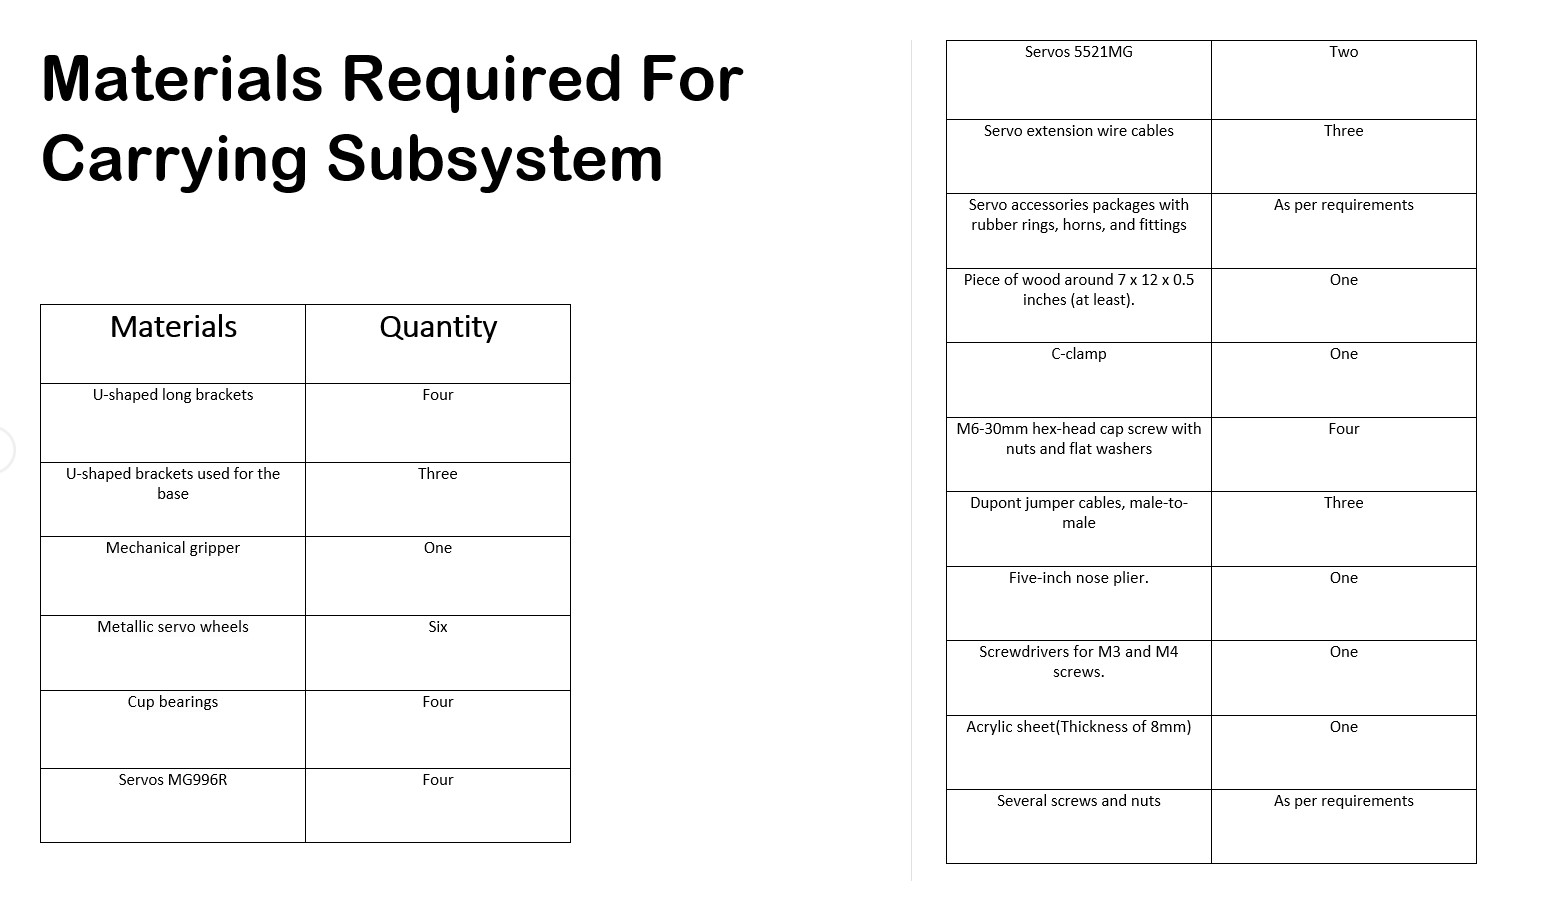 Materials Required For
Carrying Subsystem
Materials Quantity
U-shaped long brackets Four
U-shaped brackets used for the Three
base
Mechanical gripper One
Metallic servo wheels Six
Cup bearings Four
Servos MG996R Four
Servos 5521MG Two
Servo extension wire cables Three
Servo accessories packages with As per requirements
rubber rings, horns, and fittings
Piece of wood around 7 x 12 x 0.5 One
inches (at least).
C-clamp One
M6-30mm hex-head cap screw with Four
nuts and flat washers
Dupont jumper cables, male-to- Three
male
Five-inch nose plier. One
Screwdrivers for M3 and M4 One
screws.
Acrylic sheet(Thickness of 8mm) One
Several screws and nuts As per requirements